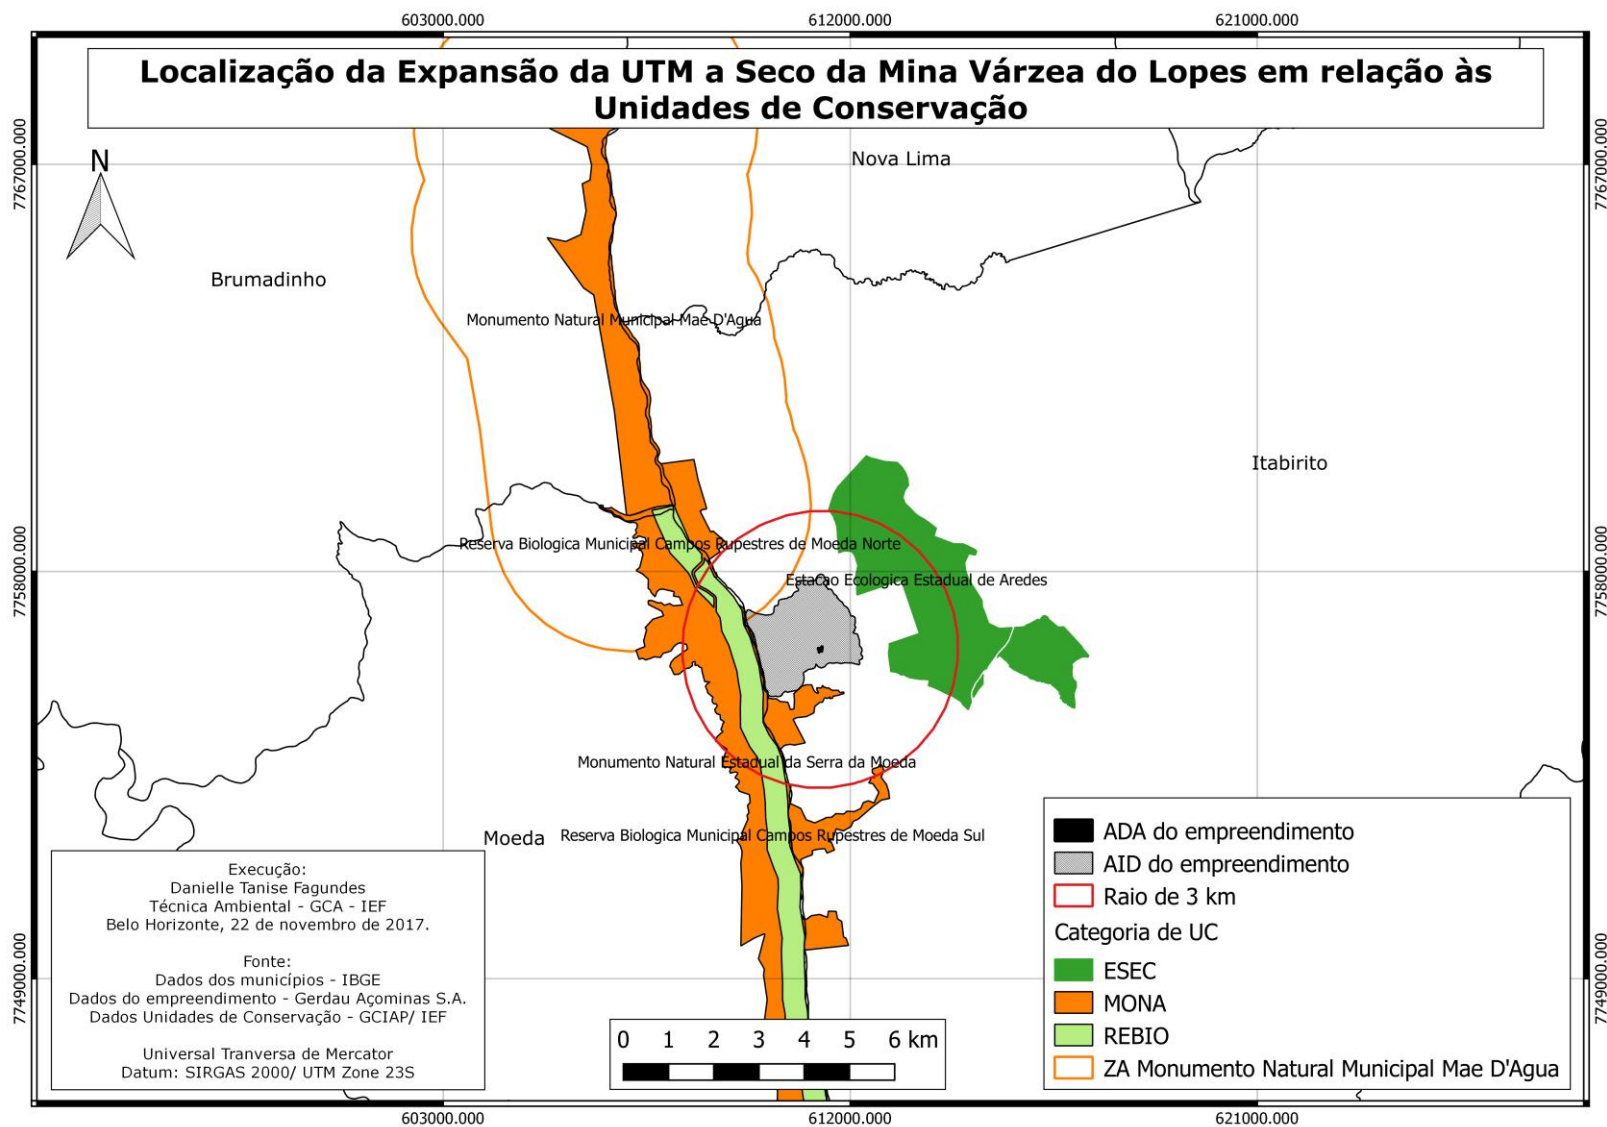 603000.000
612000.000
621000.000
Localização da Expansão da UTM a Seco da Mina Várzea do Lopes em relação às
Unidades de Conservação
7767000.000
7767000.000
N
Nova Lima
Brumadinho
Monumento Natural Municipal Mae D'Agua
Itabirito
7758000.000
7758000.000
Reserva Biologica Municipal Campos Rupestres de Moeda Norte
Estacao Ecologica Estadual de Aredes
Monumento Natural Estadual da Serra da Moeda
Moeda
Reserva Biologica Municipal Campos Rupestres de Moeda Sul
Execução:
Danielle Tanise Fagundes
Técnica Ambiental - GCA - IEF
Belo Horizonte, 22 de novembro de 2017.
Fonte:
Dados dos municípios - IBGE
Dados do empreendimento - Gerdau Açominas S.A.
Dados Unidades de Conservação - GCIAP/ IEF
Universal Tranversa de Mercator
Datum: SIRGAS 2000/ UTM Zone 23S
0 1 2 3 4 5 6 km
ADA do empreendimento
AID do empreendimento
Raio de 3 km
Categoria de UC
ESEC
MONA
REBIO
ZA Monumento Natural Municipal Mae D'Agua
7749000.000
7749000.000
603000.000
612000.000
621000.000